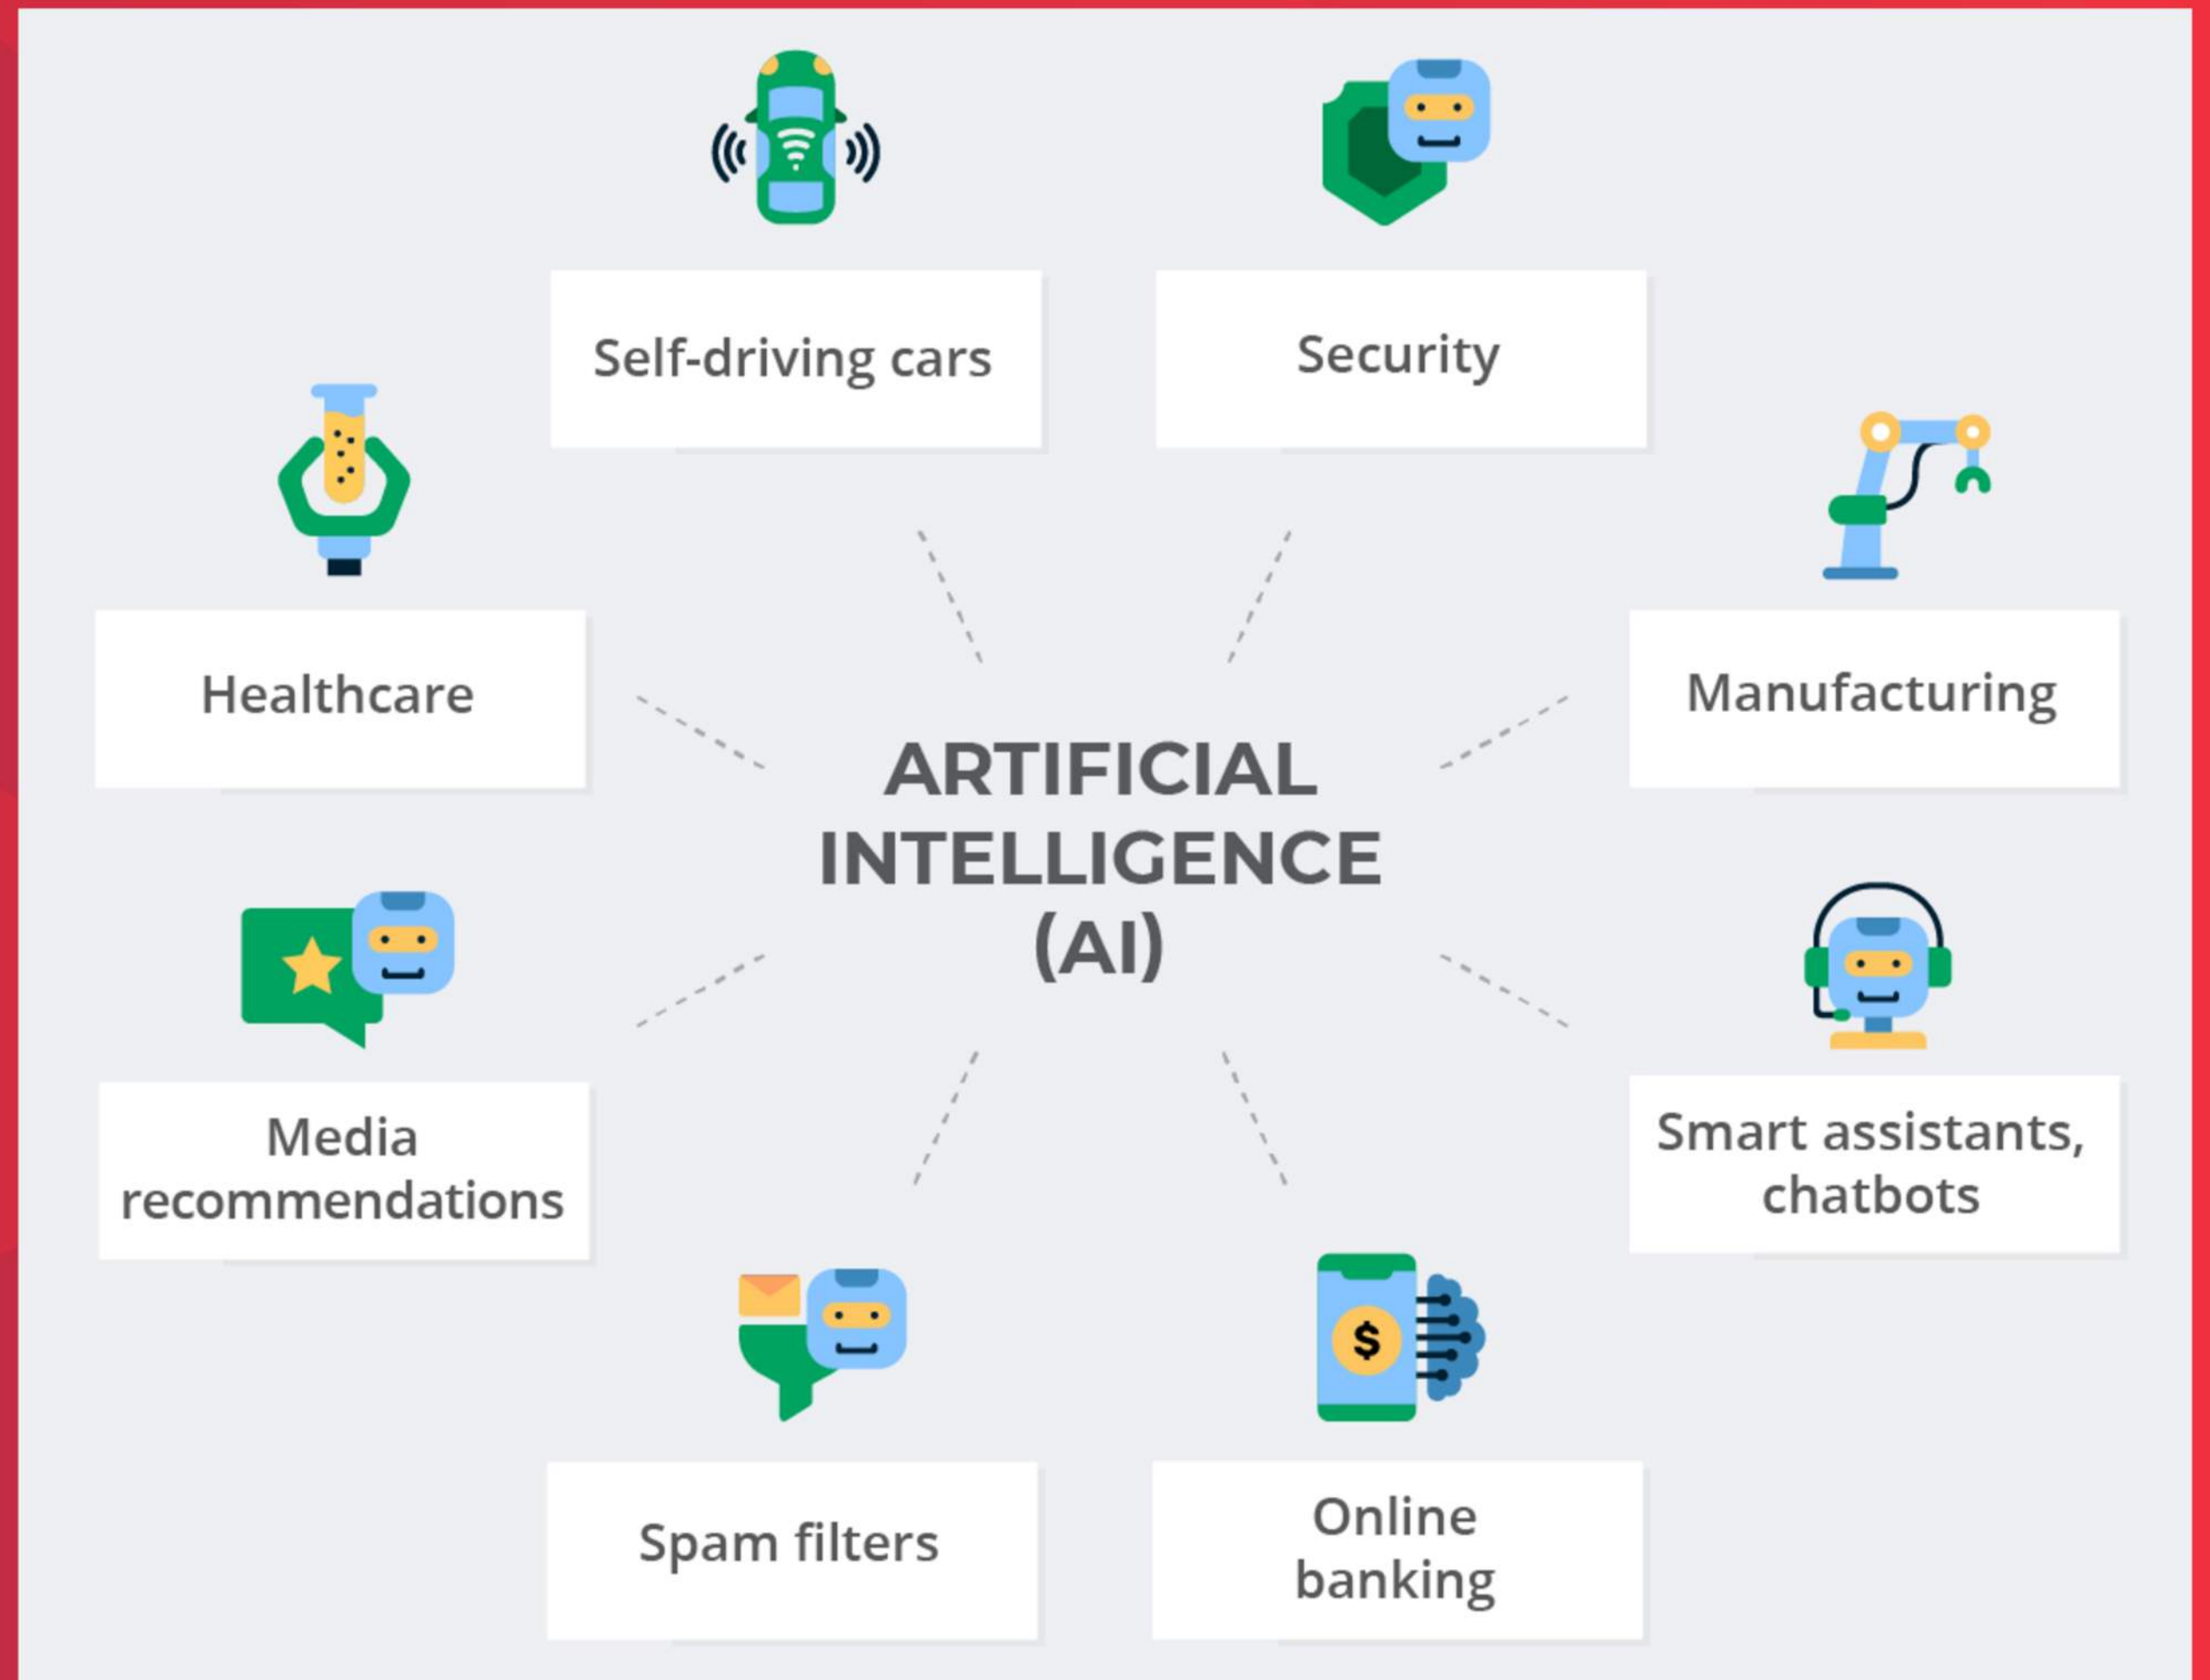 Self-driving cars
Security
Healthcare
Manufacturing
ARTIFICIAL
INTELLIGENCE
(AI)
Media
recommendations
Smart assistants,
chatbots
$
Spam filters
Online
banking